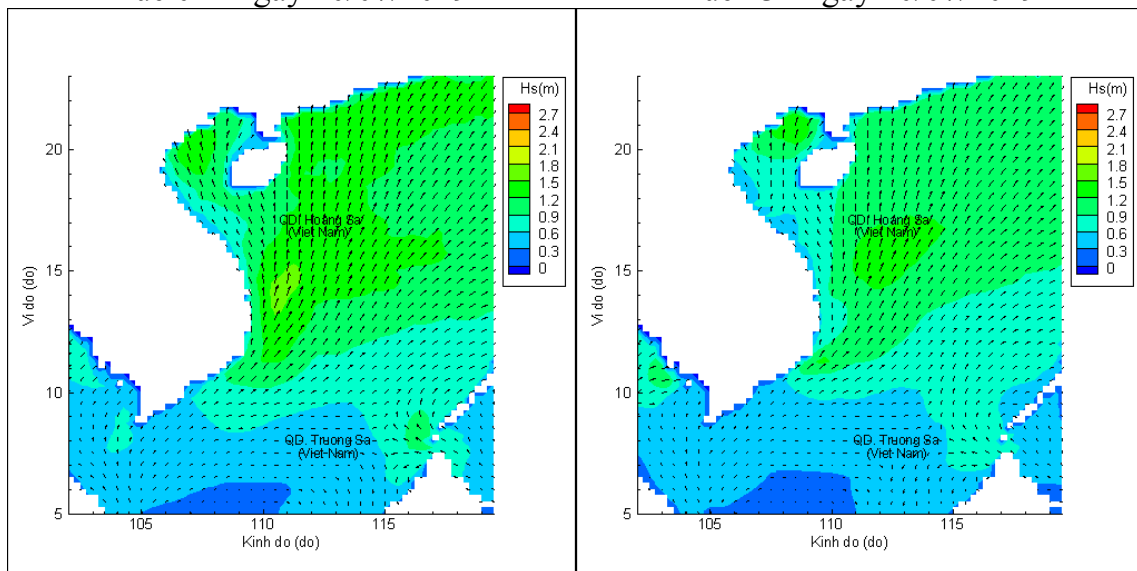 Hs(m)
2.7
2.4
2.1
1.8
1.5
1.2
0.9
0.6
0.3
0
20
15
10
5
Vi do (do)
QD. Hoang Sa
(Viet Nam)
QD. Truong Sa
(Viet Nam)
105
110
115
Kinh do (do)
Hs(m)
2.7
2.4
2.1
1.8
1.5
1.2
0.9
0.6
0.3
0
20
15
10
5
Vi do (do)
QD. Hoang Sa
(Viet Nam)
QD. Truong Sa
(Viet Nam)
105
110
115
Kinh do (do)